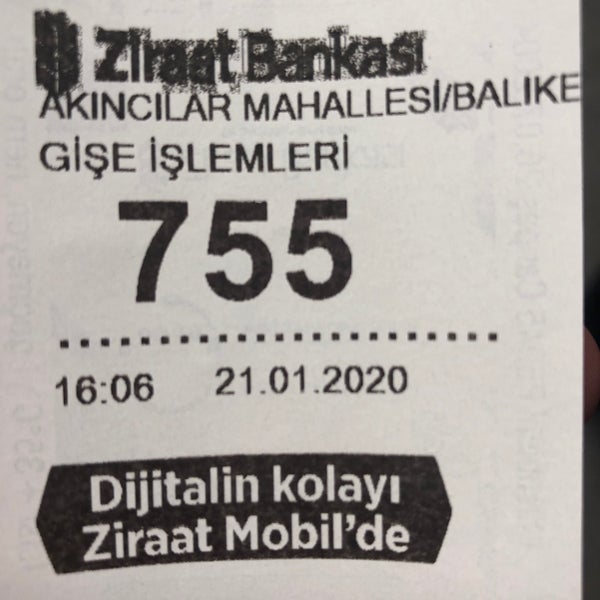 Ziraat Bankası
AKINCILAR MAHALLESİ/BALIKE
GİŞE İŞLEMLERİ
755
16:06 21.01.2020
Dijitalin kolayı
Ziraat Mobil'de